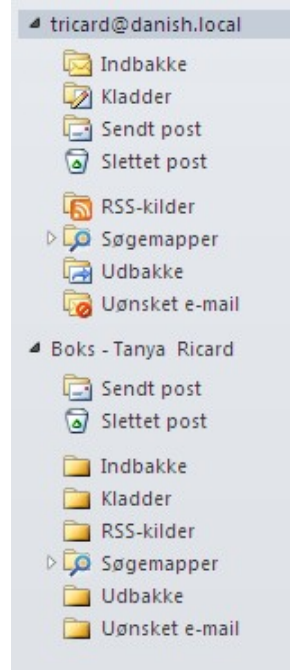 tricard@danish.local
Indbakke
Kladder
Sendt post
Slettet post
RSS-kilder
Søgemapper
Udbakke
Uønsket e-mail
Boks - Tanya Ricard
Sendt post
Slettet post
Indbakke
Kladder
RSS-kilder
Søgemapper
Udbakke
Uønsket e-mail